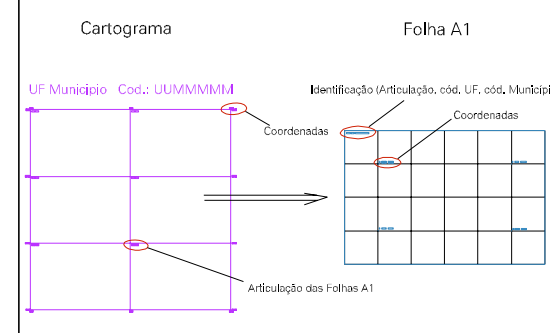 Cartograma
Folha A1
UF Município Cod.: UUMMMMM
Identificação (Articulação, cód. UF, cód. Municípi
Coordenadas
Coordenadas
Articulação das Folhas A1